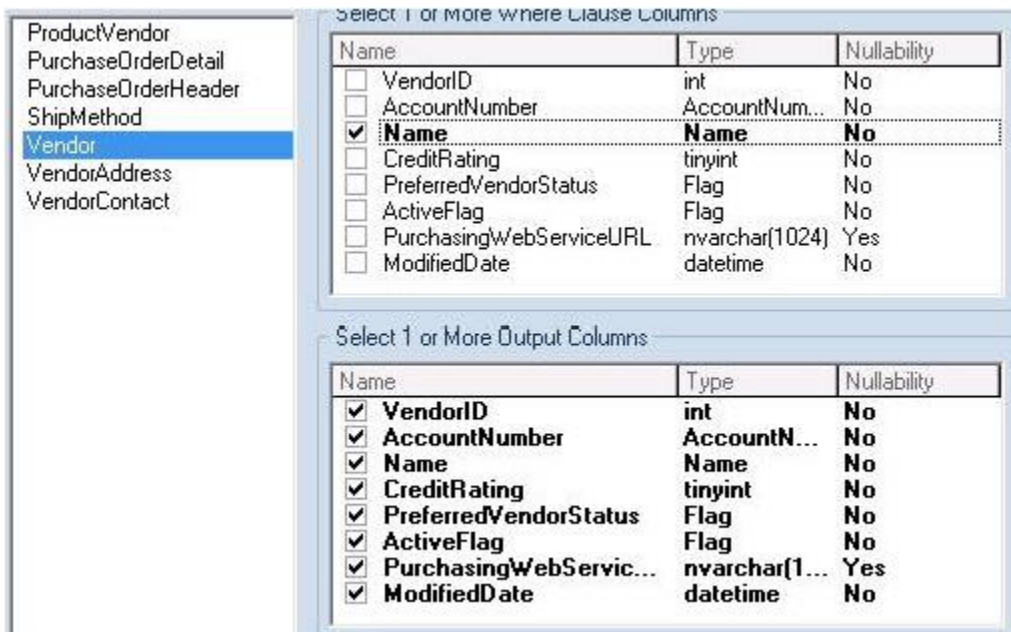 ProductVendor
PurchaseOrderDetail
PurchaseOrderHeader
ShipMethod
Vendor
VendorAddress
VendorContact
Select 1 or More Where Clause Columns
Name Type Nullability
VendorID int No
AccountNumber AccountNum... No
Name Name No
CreditRating tinyint No
PreferredVendorStatus Flag No
ActiveFlag Flag No
PurchasingWebServiceURL nvarchar(1024) Yes
ModifiedDate datetime No
Select 1 or More Output Columns
Name Type Nullability
VendorID int No
AccountNumber AccountN... No
Name Name No
CreditRating tinyint No
PreferredVendorStatus Flag No
ActiveFlag Flag No
PurchasingWebServic... nvarchar(1... Yes
ModifiedDate datetime No